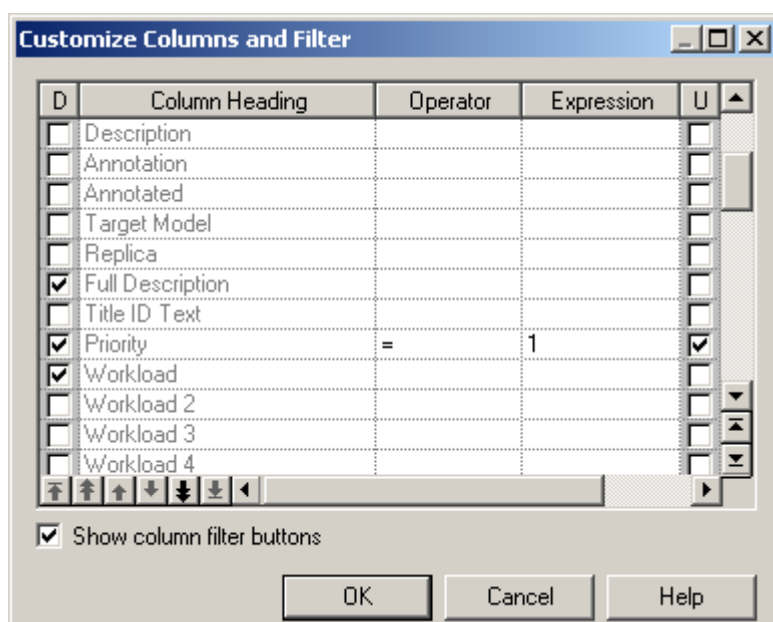 Customize Columns and Filter
D Column Heading Operator Expression U
Description
Annotation
Annotated
Target Model
Replica
Full Description
Title ID Text
Priority = 1
Workload
Workload 2
Workload 3
Workload 4
Show column filter buttons
OK Cancel Help